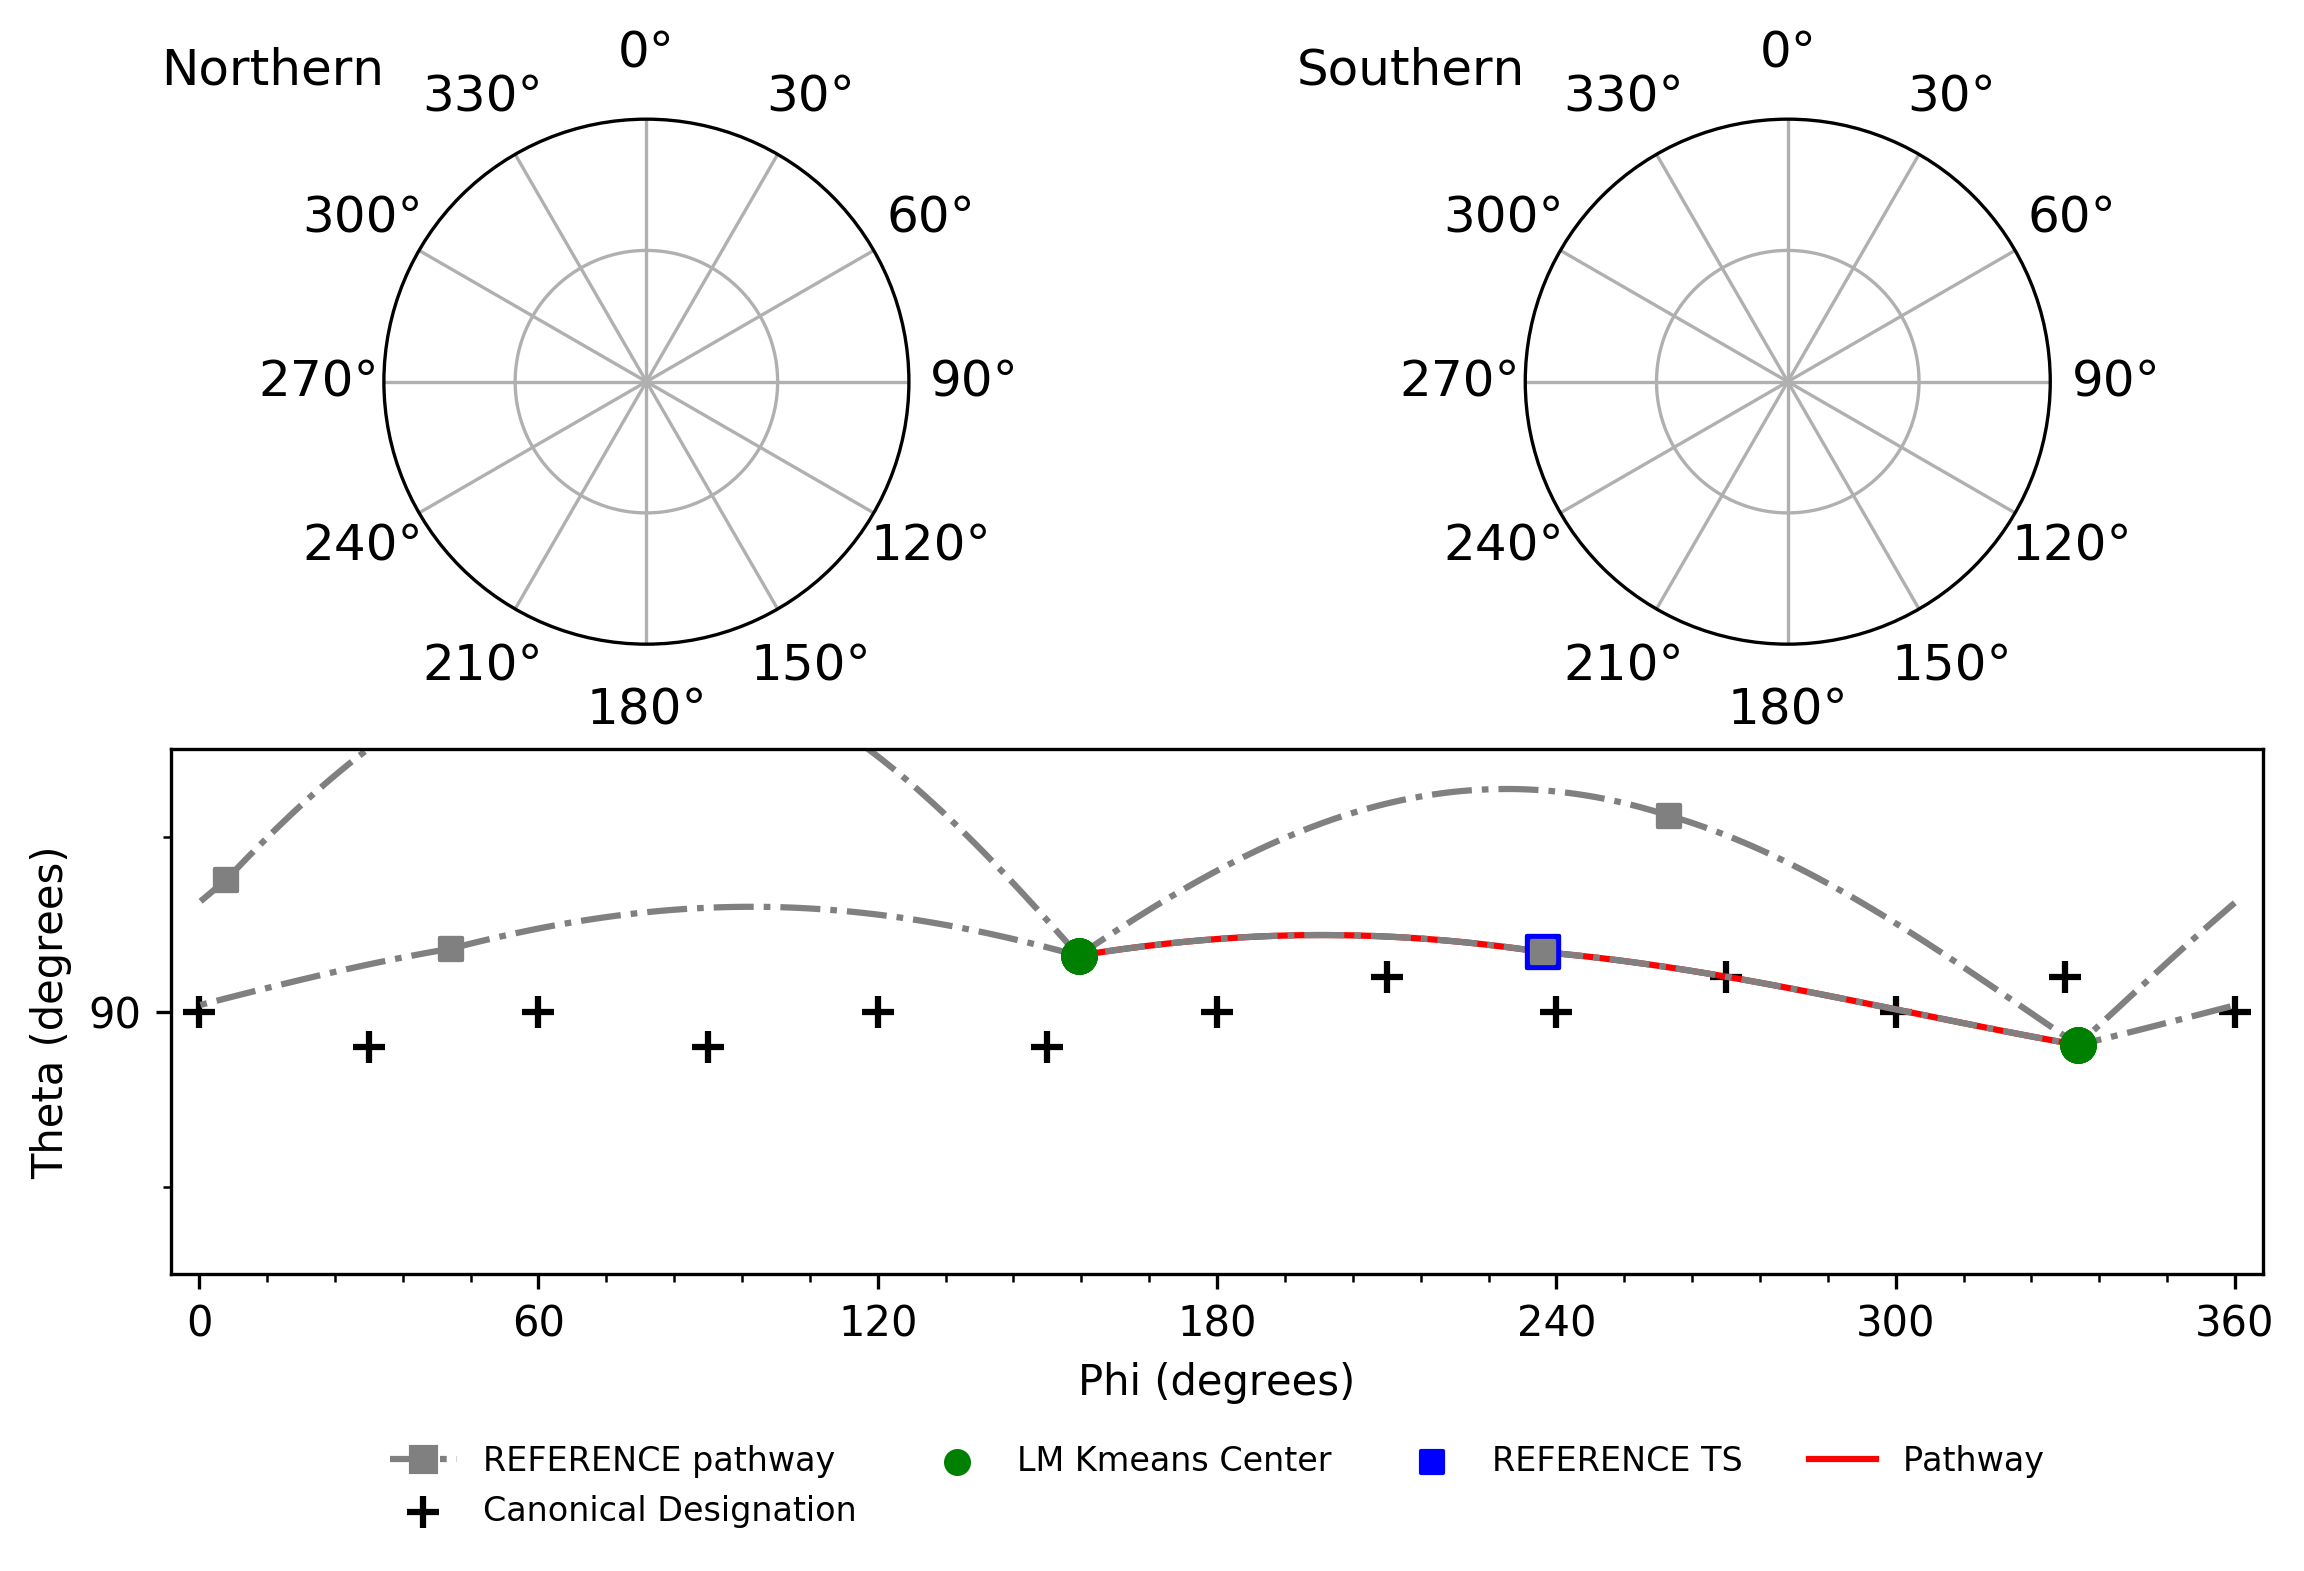 Northern
0°
30°
60°
90°
120°
150°
180°
210°
240°
270°
300°
330°
Southern
0°
30°
60°
90°
120°
150°
180°
210°
240°
270°
300°
330°
Theta (degrees)
90
0 60 120 180 240 300 360
Phi (degrees)
REFERENCE pathway
Canonical Designation
LM Kmeans Center
REFERENCE TS
Pathway